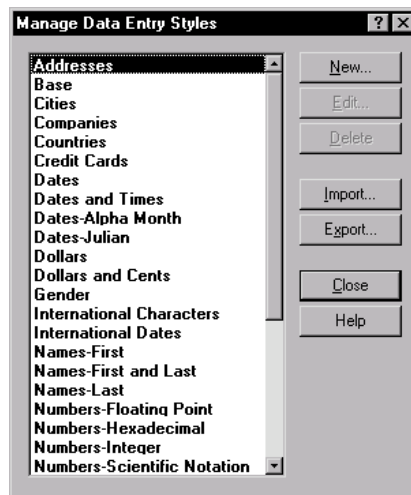 Manage Data Entry Styles
Addresses
Base
Cities
Companies
Countries
Credit Cards
Dates
Dates and Times
Dates-Alpha Month
Dates-Julian
Dollars
Dollars and Cents
Gender
International Characters
International Dates
Names-First
Names-First and Last
Names-Last
Numbers-Floating Point
Numbers-Hexadecimal
Numbers-Integer
Numbers-Scientific Notation
New...
Edit...
Delete
Import...
Export...
Close
Help